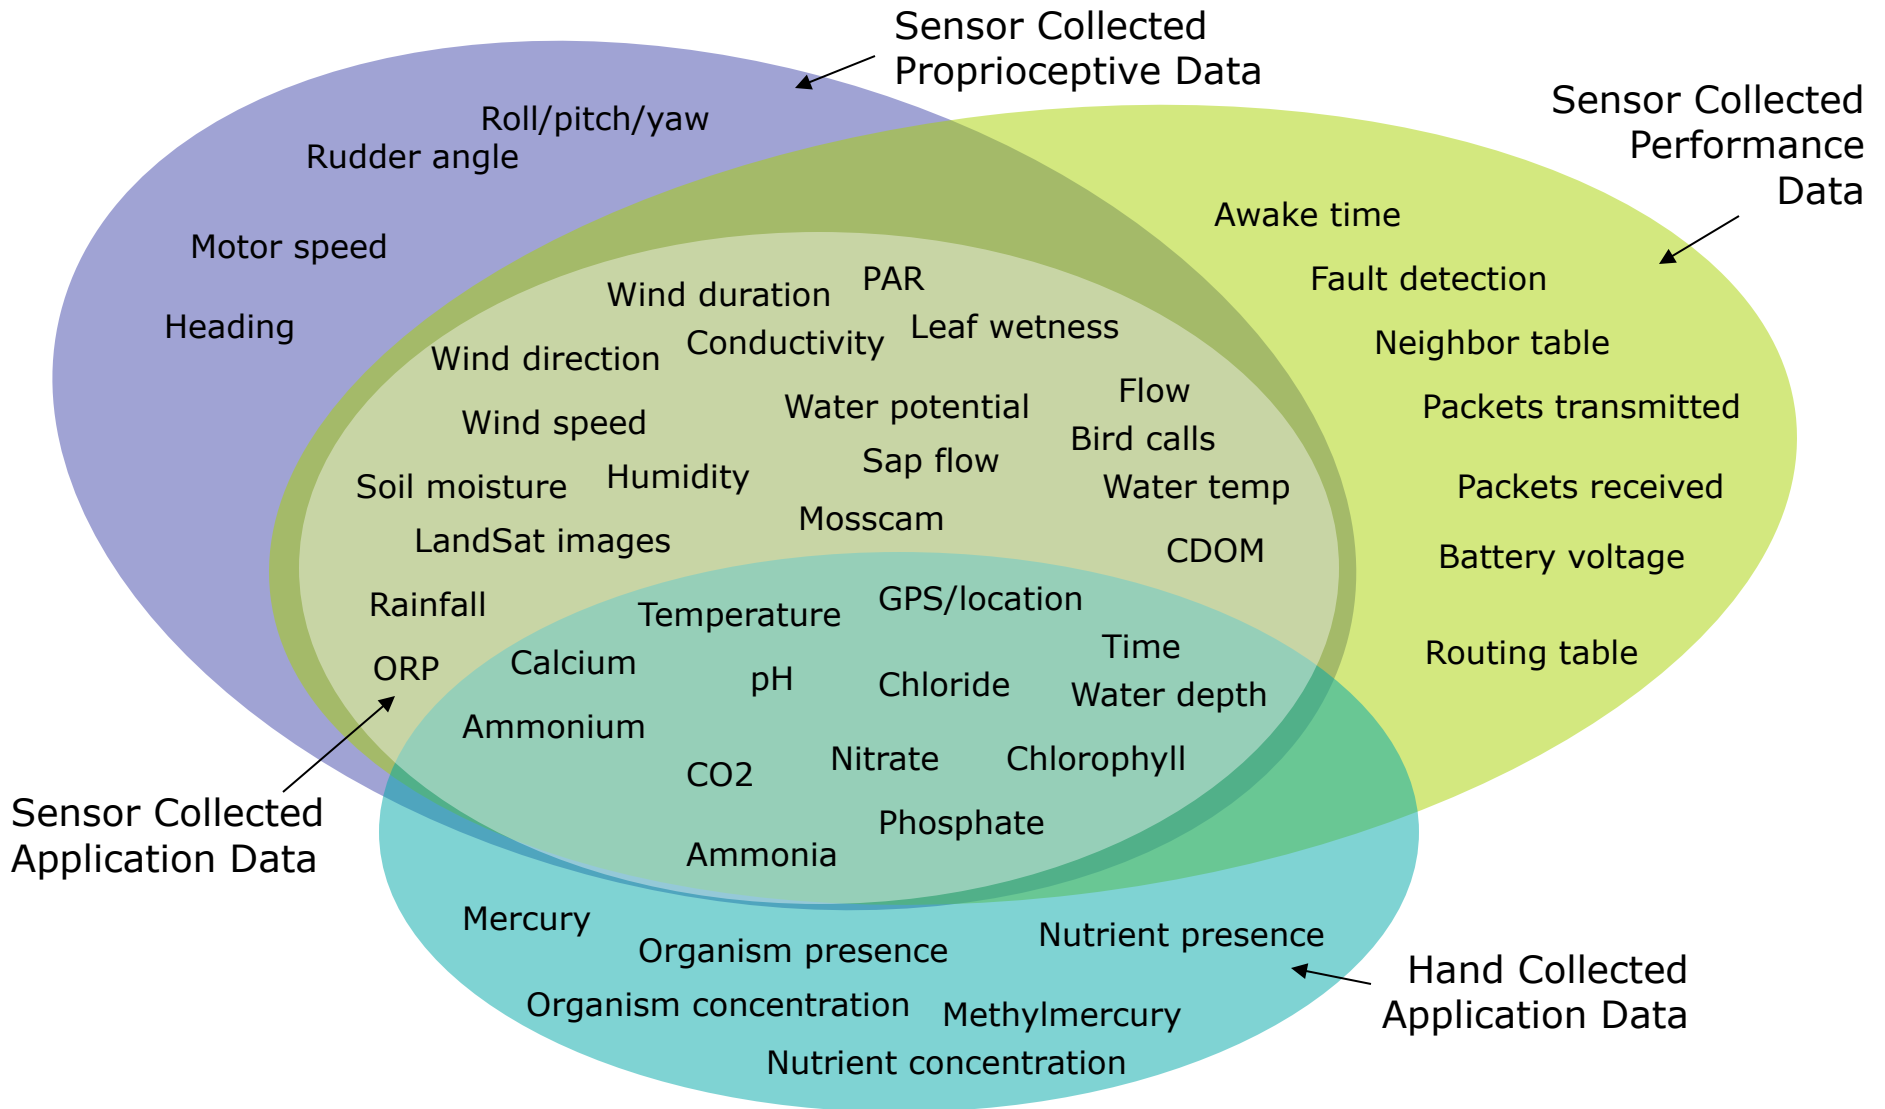 Sensor Collected
Proprioceptive Data
Sensor Collected
Performance
Data
Roll/pitch/yaw
Rudder angle
Motor speed
Heading
Awake time
Fault detection
Neighbor table
Packets transmitted
Packets received
Battery voltage
Routing table
Wind duration
PAR
Conductivity
Leaf wetness
Wind direction
Flow
Water potential
Wind speed
Bird calls
Sap flow
Humidity
Soil moisture
Water temp
Mosscam
LandSat images
CDOM
Rainfall
ORP
Temperature
GPS/location
Time
Calcium
pH
Chloride
Water depth
Ammonium
Nitrate
Chlorophyll
CO2
Phosphate
Ammonia
Sensor Collected
Application Data
Mercury
Nutrient presence
Organism presence
Organism concentration
Methylmercury
Nutrient concentration
Hand Collected
Application Data